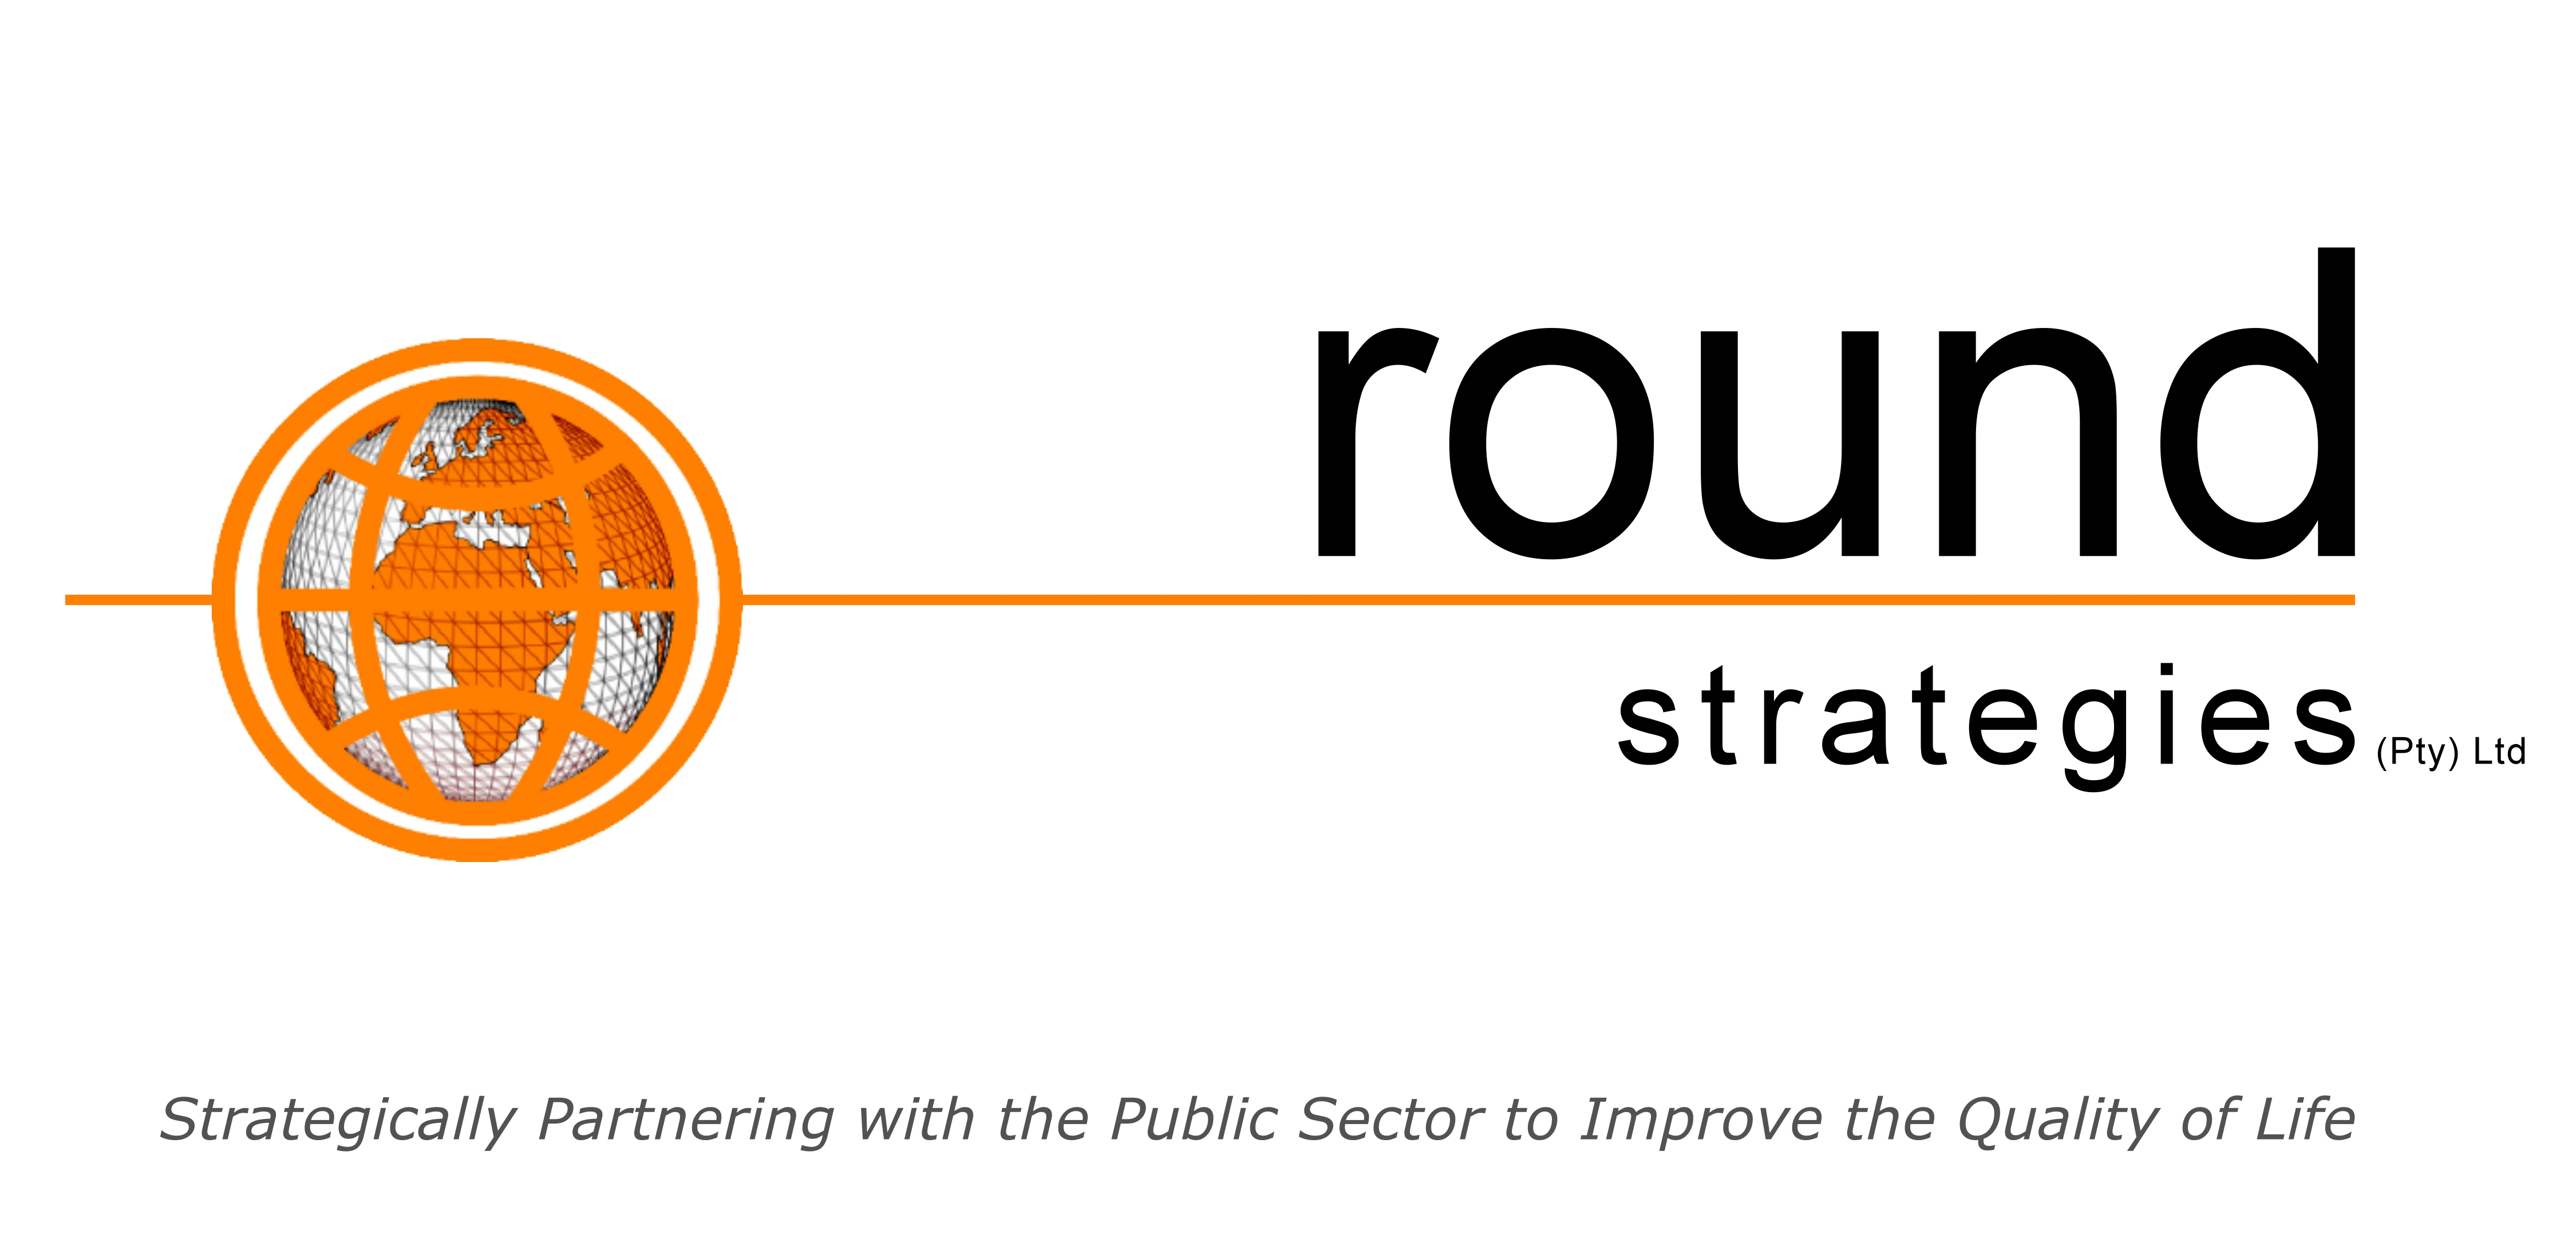 round
strategies (Pty) Ltd
Strategically Partnering with the Public Sector to Improve the Quality of Life